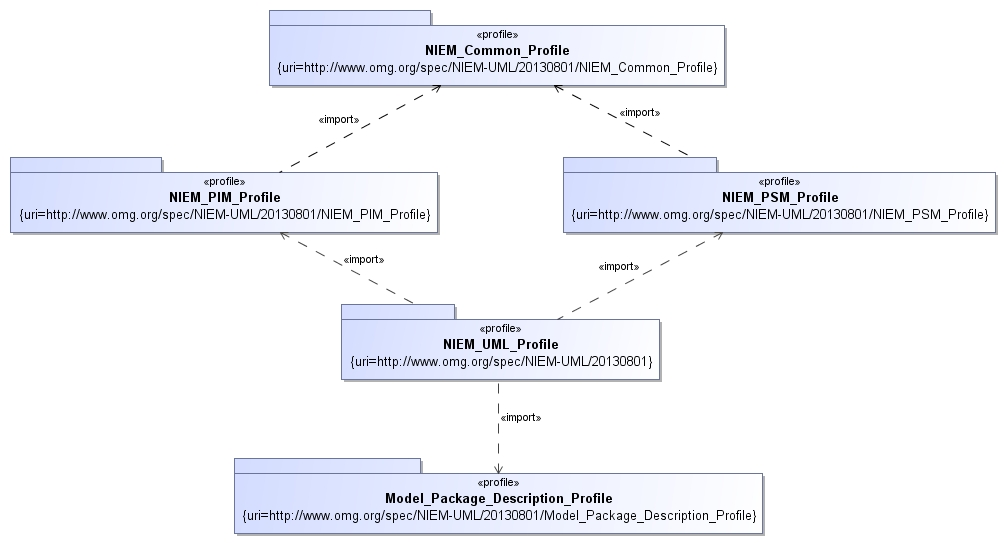 «profile»
NIEM_Common_Profile
{uri=http://www.omg.org/spec/NIEM-UML/20130801/NIEM_Common_Profile}
«import»
«import»
«profile»
NIEM_PIM_Profile
{uri=http://www.omg.org/spec/NIEM-UML/20130801/NIEM_PIM_Profile}
«profile»
NIEM_PSM_Profile
{uri=http://www.omg.org/spec/NIEM-UML/20130801/NIEM_PSM_Profile}
«import»
«import»
«profile»
NIEM_UML_Profile
{uri=http://www.omg.org/spec/NIEM-UML/20130801}
«import»
«profile»
Model_Package_Description_Profile
{uri=http://www.omg.org/spec/NIEM-UML/20130801/Model_Package_Description_Profile}